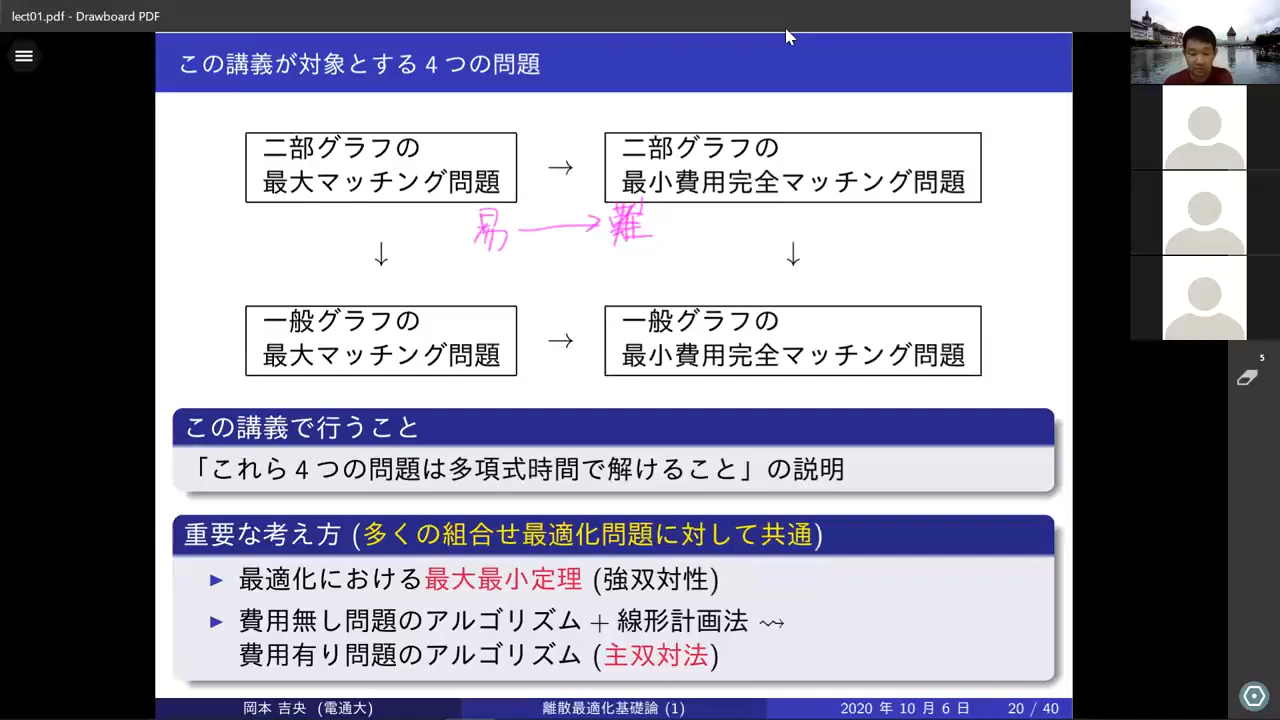 lect01.pdf - Drawboard PDF
この講義が対象とする 4 つの問題
二部グラフの
最大マッチング問題
→
二部グラフの
最小費用完全マッチング問題
易 → 難
↓ ↓
一般グラフの
最大マッチング問題
→
一般グラフの
最小費用完全マッチング問題
5
この講義で行うこと
「これら 4 つの問題は多項式時間で解けること」の説明
重要な考え方 (多くの組合せ最適化問題に対して共通)
▶ 最適化における最大最小定理 (強双対性)
▶ 費用無し問題のアルゴリズム + 線形計画法 ⇝
費用有り問題のアルゴリズム (主双対法)
岡本 吉央 (電通大) 離散最適化基礎論 (1) 2020 年 10 月 6 日 20 / 40